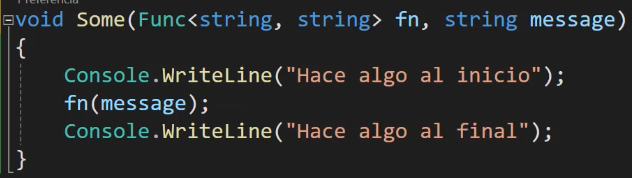 void Some(Func<string, string> fn, string message)
{
Console.WriteLine("Hace algo al inicio");
fn(message);
Console.WriteLine("Hace algo al final");
}